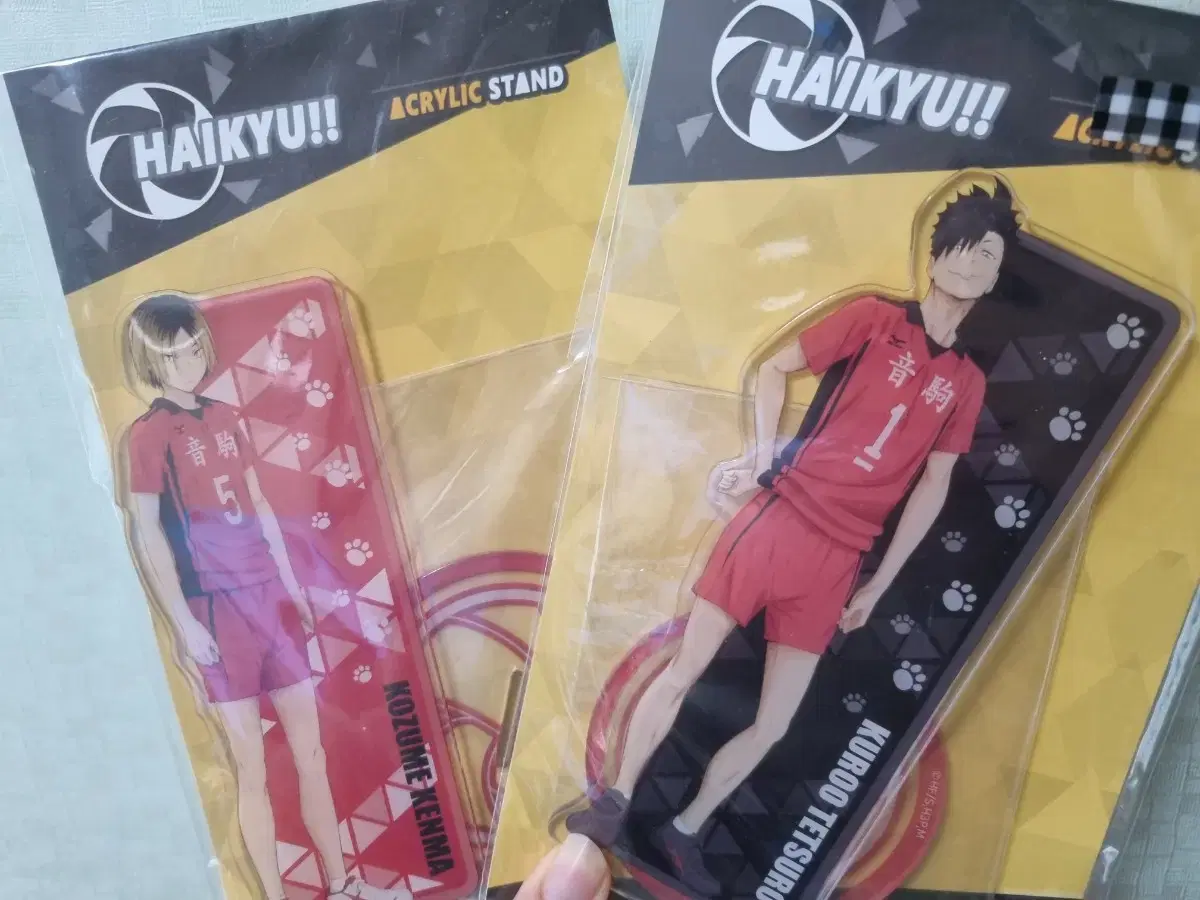 HAIKYU!!
ACRYLIC STAND
音駒
5
KOZUME KENMA
HAIKYU!!
音駒
1
KUROO TETSURO